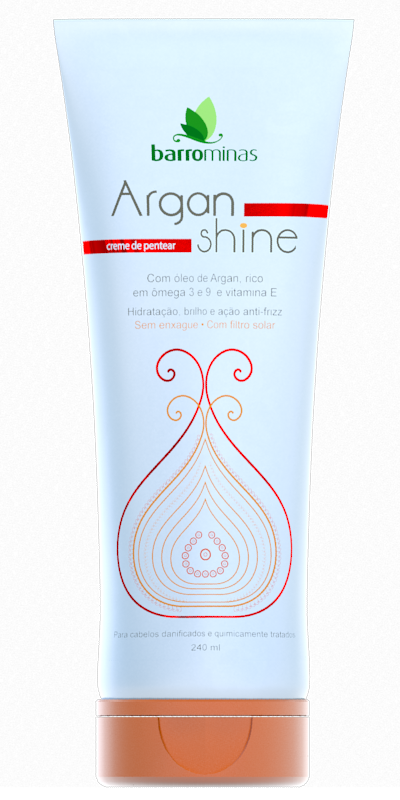 barrominas
Argan
creme de pentear
shine
Com óleo de Argan, rico
em ômega 3 e 9 e vitamina E
Hidratação, brilho e ação anti-frizz
Sem enxague • Com filtro solar
Para cabelos danificados e quimicamente tratados
240 ml